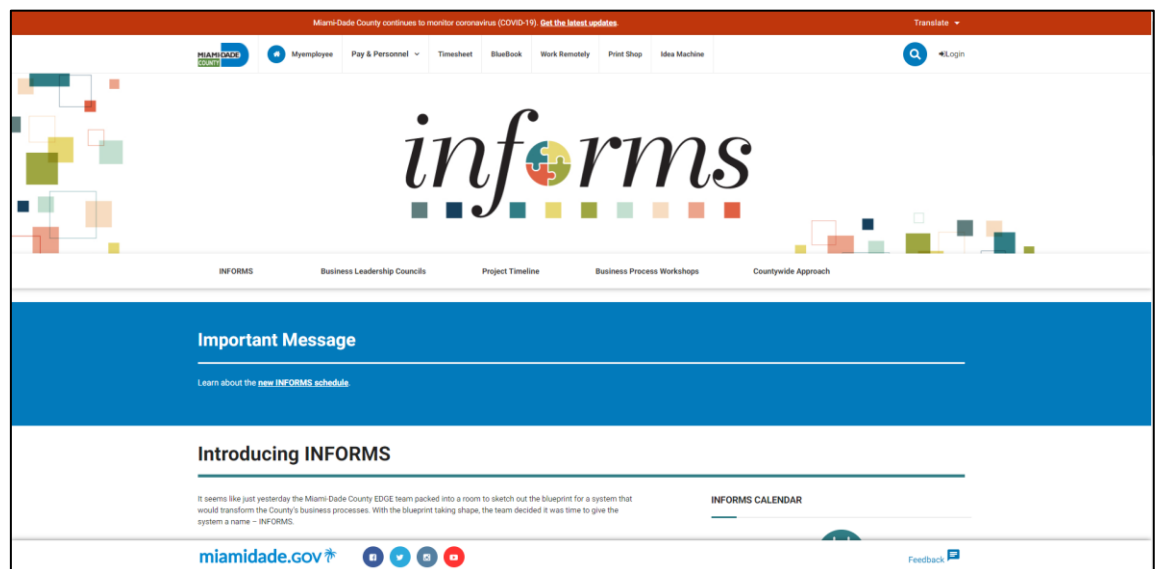 Miami-Dade County continues to monitor coronavirus (COVID-19). Get the latest updates.
Translate
MIAMI-DADE
COUNTY
Myemployee
Pay & Personnel
Timesheet
BlueBook
Work Remotely
Print Shop
Idea Machine
Login
informs
INFORMS
Business Leadership Councils
Project Timeline
Business Process Workshops
Countywide Approach
Important Message
Learn about the new INFORMS schedule.
Introducing INFORMS
It seems like just yesterday the Miami-Dade County EDGE team packed into a room to sketch out the blueprint for a system that
would transform the County's business processes. With the blueprint taking shape, the team decided it was time to give the
system a name – INFORMS.
INFORMS CALENDAR
miamidade.gov
Feedback